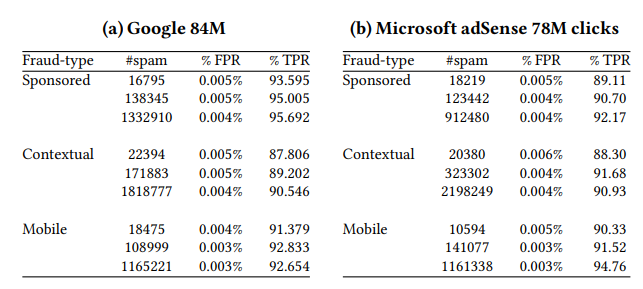 (a) Google 84M
Fraud-type #spam % FPR % TPR
Sponsored 16795 0.005% 93.595
138345 0.005% 95.005
1332910 0.004% 95.692
Contextual 22394 0.005% 87.806
171883 0.005% 89.202
1818777 0.004% 90.546
Mobile 18475 0.004% 91.379
108999 0.003% 92.833
1165221 0.003% 92.654
(b) Microsoft adSense 78M clicks
Fraud-type #spam % FPR % TPR
Sponsored 18219 0.005% 89.11
123442 0.004% 90.70
912480 0.004% 92.17
Contextual 20380 0.006% 88.30
323302 0.004% 91.68
2198249 0.004% 90.93
Mobile 10594 0.005% 90.33
141077 0.003% 91.52
1161338 0.003% 94.76